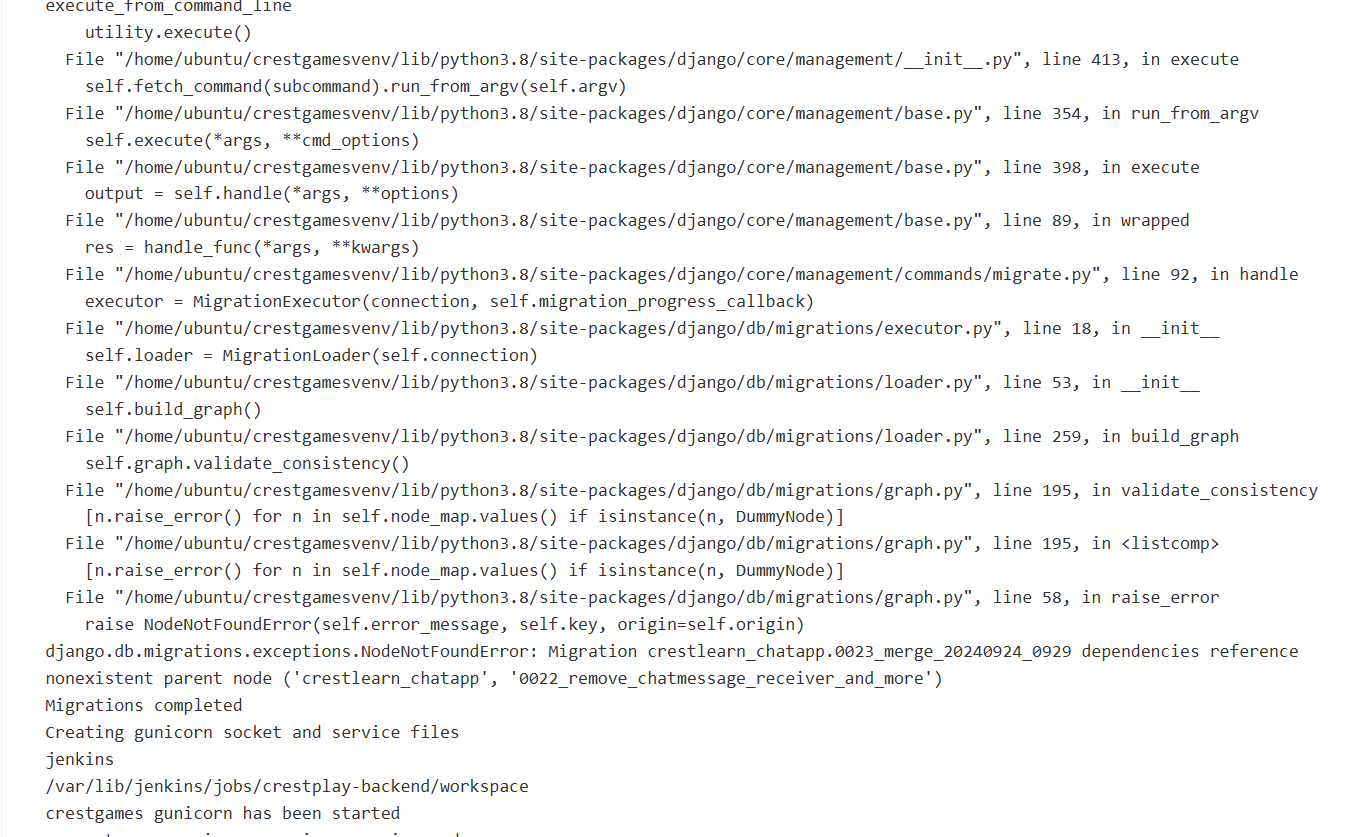 execute_from_command_line
utility.execute()
File "/home/ubuntu/crestgamesvenv/lib/python3.8/site-packages/django/core/management/__init__.py", line 413, in execute
self.fetch_command(subcommand).run_from_argv(self.argv)
File "/home/ubuntu/crestgamesvenv/lib/python3.8/site-packages/django/core/management/base.py", line 354, in run_from_argv
self.execute(*args, **cmd_options)
File "/home/ubuntu/crestgamesvenv/lib/python3.8/site-packages/django/core/management/base.py", line 398, in execute
output = self.handle(*args, **options)
File "/home/ubuntu/crestgamesvenv/lib/python3.8/site-packages/django/core/management/base.py", line 89, in wrapped
res = handle_func(*args, **kwargs)
File "/home/ubuntu/crestgamesvenv/lib/python3.8/site-packages/django/core/management/commands/migrate.py", line 92, in handle
executor = MigrationExecutor(connection, self.migration_progress_callback)
File "/home/ubuntu/crestgamesvenv/lib/python3.8/site-packages/django/db/migrations/executor.py", line 18, in __init__
self.loader = MigrationLoader(self.connection)
File "/home/ubuntu/crestgamesvenv/lib/python3.8/site-packages/django/db/migrations/loader.py", line 53, in __init__
self.build_graph()
File "/home/ubuntu/crestgamesvenv/lib/python3.8/site-packages/django/db/migrations/loader.py", line 259, in build_graph
self.graph.validate_consistency()
File "/home/ubuntu/crestgamesvenv/lib/python3.8/site-packages/django/db/migrations/graph.py", line 195, in validate_consistency
[n.raise_error() for n in self.node_map.values() if isinstance(n, DummyNode)]
File "/home/ubuntu/crestgamesvenv/lib/python3.8/site-packages/django/db/migrations/graph.py", line 195, in <listcomp>
[n.raise_error() for n in self.node_map.values() if isinstance(n, DummyNode)]
File "/home/ubuntu/crestgamesvenv/lib/python3.8/site-packages/django/db/migrations/graph.py", line 58, in raise_error
raise NodeNotFoundError(self.error_message, self.key, origin=self.origin)
django.db.migrations.exceptions.NodeNotFoundError: Migration crestlearn_chatapp.0023_merge_20240924_0929 dependencies reference
nonexistent parent node ('crestlearn_chatapp', '0022_remove_chatmessage_receiver_and_more')
Migrations completed
Creating gunicorn socket and service files
jenkins
/var/lib/jenkins/jobs/crestplay-backend/workspace
crestgames gunicorn has been started